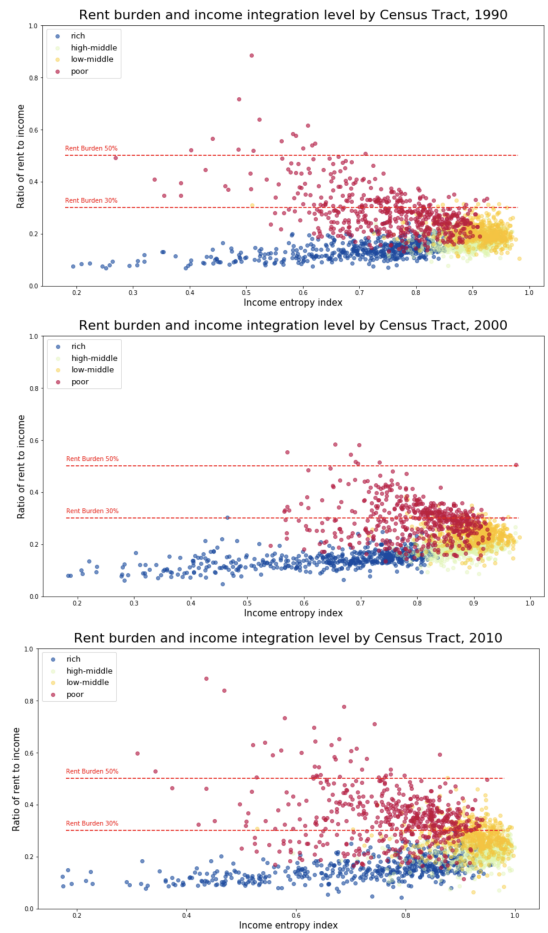 Rent burden and income integration level by Census Tract, 1990
1.0
rich
high-middle
low-middle
poor
0.8
0.6
Rent Burden 50%
0.4
Rent Burden 30%
0.2
0.0
Ratio of rent to income
0.2 0.3 0.4 0.5 0.6 0.7 0.8 0.9 1.0
Income entropy index
Rent burden and income integration level by Census Tract, 2000
1.0
rich
high-middle
low-middle
poor
0.8
0.6
Rent Burden 50%
0.4
Rent Burden 30%
0.2
0.0
Ratio of rent to income
0.2 0.3 0.4 0.5 0.6 0.7 0.8 0.9 1.0
Income entropy index
Rent burden and income integration level by Census Tract, 2010
1.0
rich
high-middle
low-middle
poor
0.8
0.6
Rent Burden 50%
0.4
Rent Burden 30%
0.2
0.0
Ratio of rent to income
0.2 0.4 0.6 0.8 1.0
Income entropy index